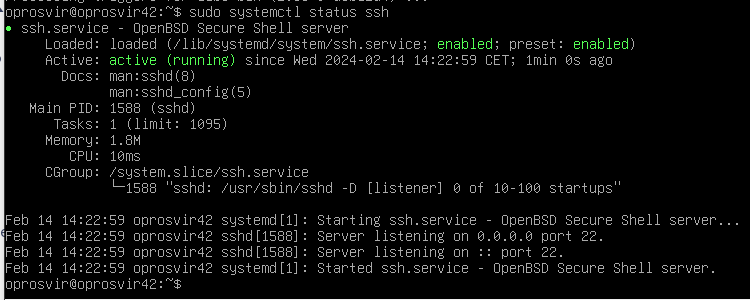 oprosvir@oprosvir42:~$ sudo systemctl status ssh
● ssh.service - OpenBSD Secure Shell server
     Loaded: loaded (/lib/systemd/system/ssh.service; enabled; preset: enabled)
     Active: active (running) since Wed 2024-02-14 14:22:59 CET; 1min 0s ago
       Docs: man:sshd(8)
             man:sshd_config(5)
   Main PID: 1588 (sshd)
      Tasks: 1 (limit: 1095)
     Memory: 1.8M
        CPU: 10ms
     CGroup: /system.slice/ssh.service
             └─1588 "sshd: /usr/sbin/sshd -D [listener] 0 of 10-100 startups"
Feb 14 14:22:59 oprosvir42 systemd[1]: Starting ssh.service - OpenBSD Secure Shell server...
Feb 14 14:22:59 oprosvir42 sshd[1588]: Server listening on 0.0.0.0 port 22.
Feb 14 14:22:59 oprosvir42 sshd[1588]: Server listening on :: port 22.
Feb 14 14:22:59 oprosvir42 systemd[1]: Started ssh.service - OpenBSD Secure Shell server.
oprosvir@oprosvir42:~$